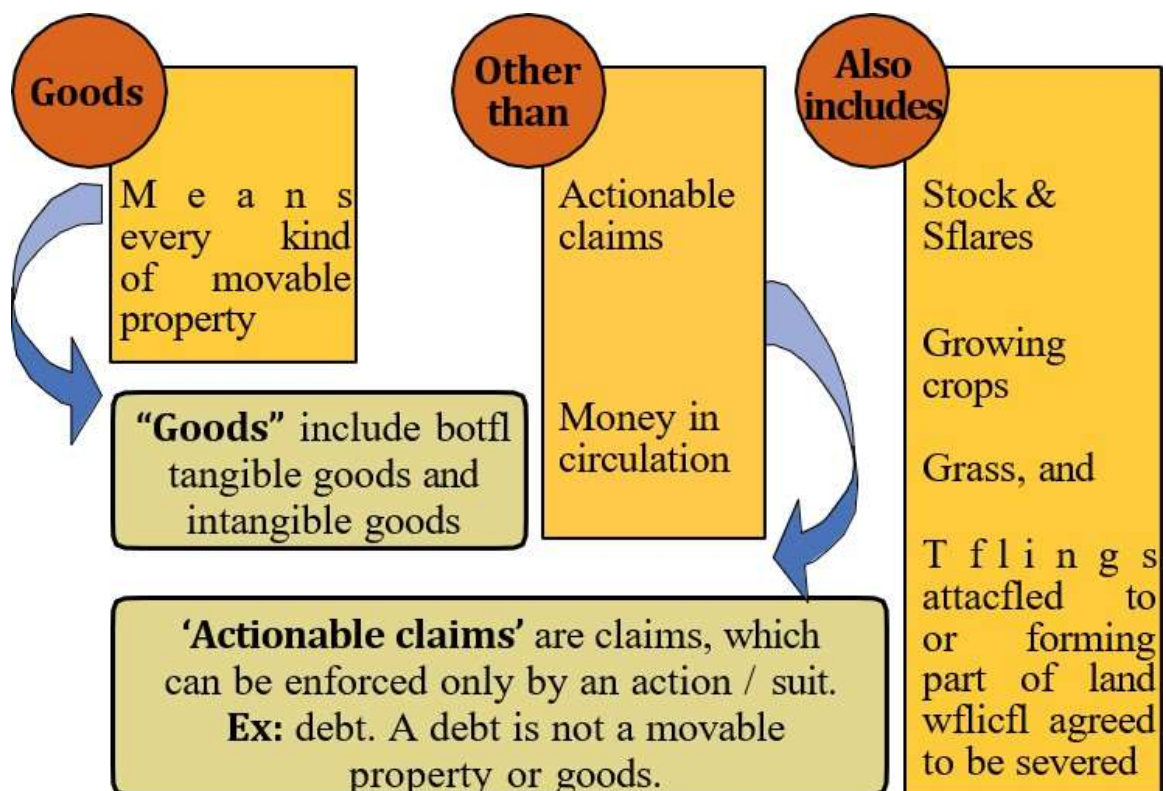 Goods
M e a n s
every kind
of movable
property
“Goods” include botfl
tangible goods and
intangible goods
Other
than
Actionable
claims
Money in
circulation
‘Actionable claims’ are claims, which
can be enforced only by an action / suit.
Ex: debt. A debt is not a movable
property or goods.
Also
includes
Stock &
Sflares
Growing
crops
Grass, and
T f l i n g s
attacfled to
or forming
part of land
wflicfl agreed
to be severed